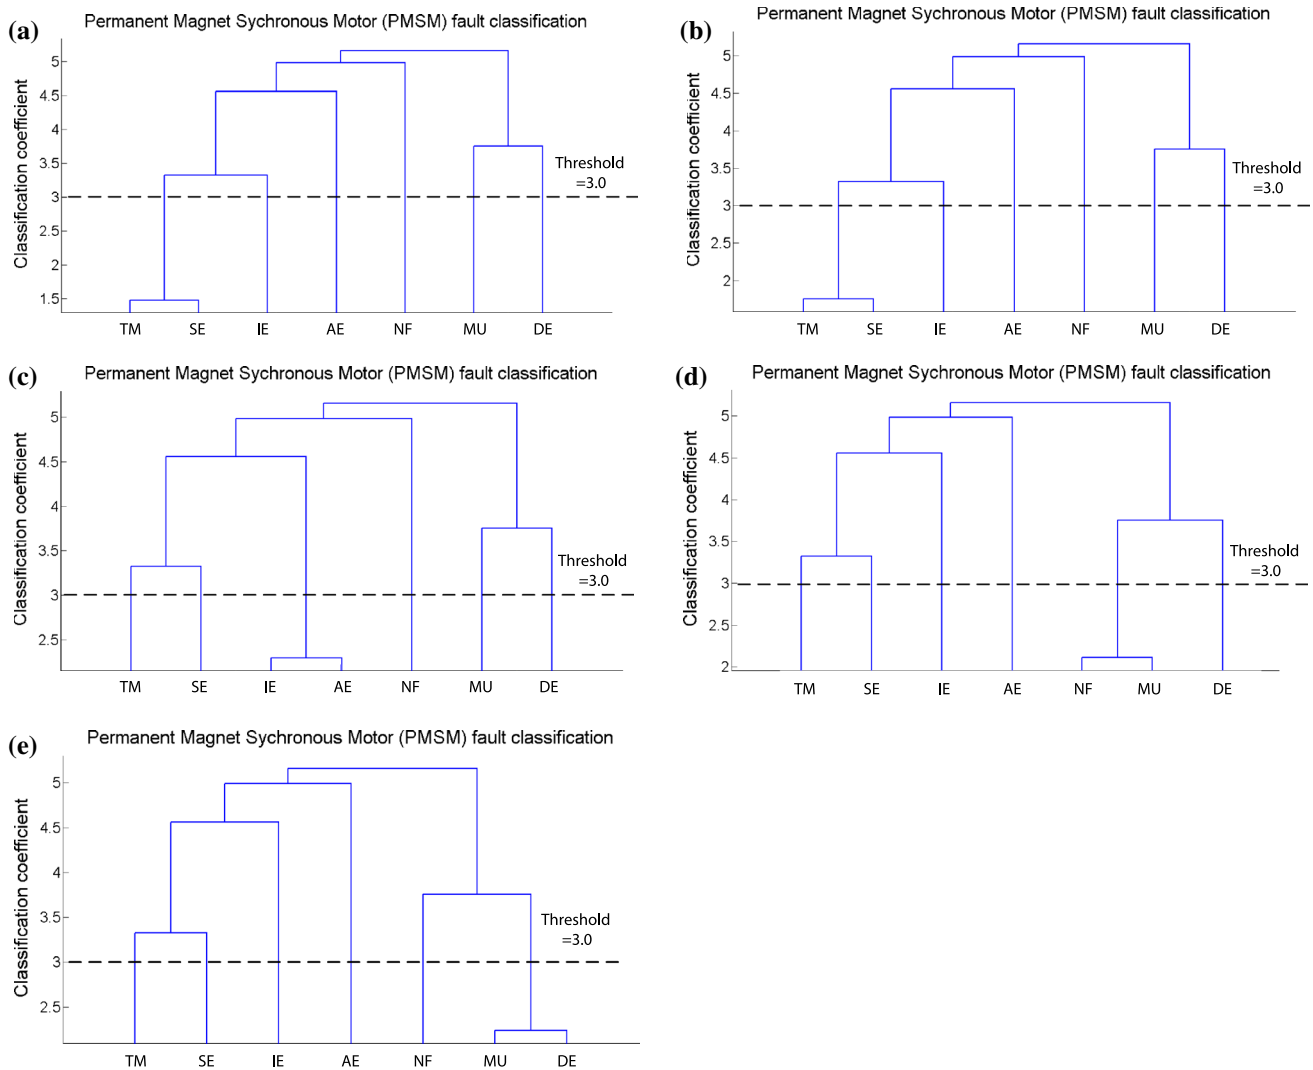 (a)
Permanent Magnet Sychronous Motor (PMSM) fault classification
Classification coefficient
5
4.5
4
3.5
3
2.5
2
1.5
Threshold
=3.0
TM SE IE AE NF MU DE
(b)
Permanent Magnet Sychronous Motor (PMSM) fault classification
Classification coefficient
5
4.5
4
3.5
3
2.5
2
Threshold
=3.0
TM SE IE AE NF MU DE
(c)
Permanent Magnet Sychronous Motor (PMSM) fault classification
Classification coefficient
5
4.5
4
3.5
3
2.5
Threshold
=3.0
TM SE IE AE NF MU DE
(d)
Permanent Magnet Sychronous Motor (PMSM) fault classification
Classification coefficient
5
4.5
4
3.5
3
2.5
2
Threshold
=3.0
TM SE IE AE NF MU DE
(e)
Permanent Magnet Sychronous Motor (PMSM) fault classification
Classification coefficient
5
4.5
4
3.5
3
2.5
Threshold
=3.0
TM SE IE AE NF MU DE